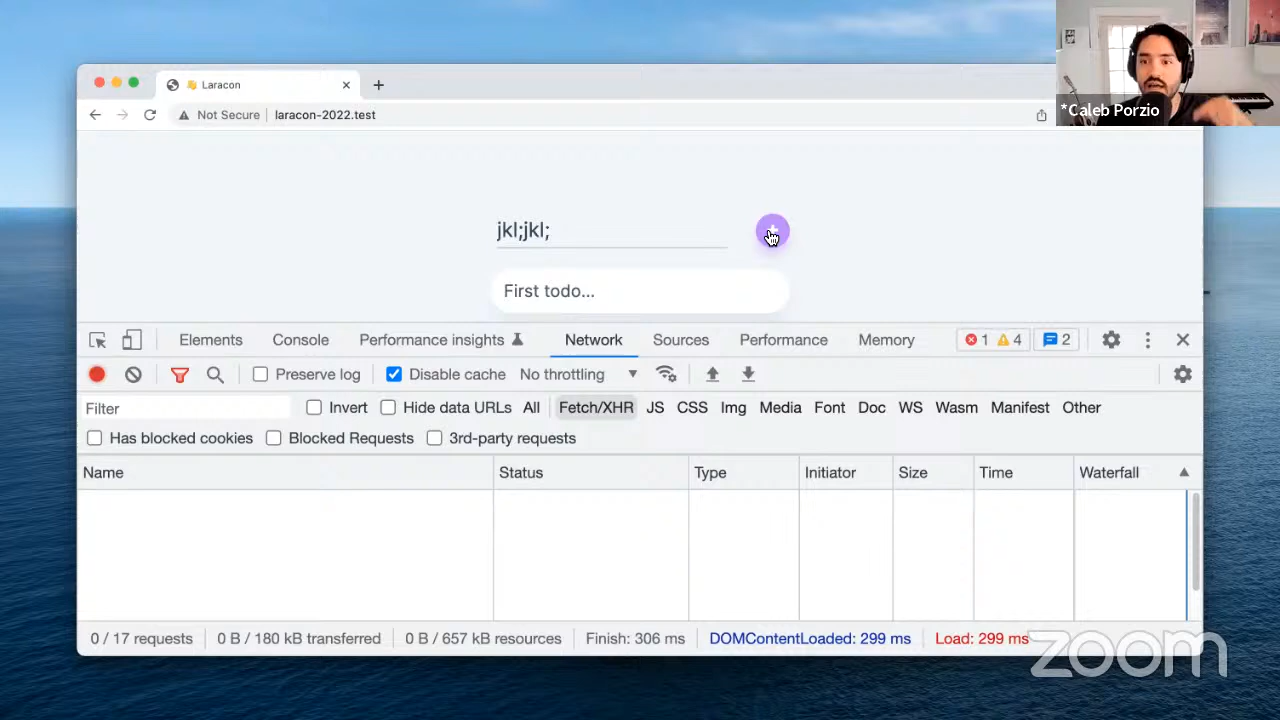 👋 Laracon
Not Secure laracon-2022.test
*Caleb Porzio
jkl;jkl;
First todo...
Elements Console Performance insights Network Sources Performance Memory 1 4 2
Preserve log Disable cache No throttling
Filter Invert Hide data URLs All Fetch/XHR JS CSS Img Media Font Doc WS Wasm Manifest Other
Has blocked cookies Blocked Requests 3rd-party requests
Name Status Type Initiator Size Time Waterfall
0 / 17 requests 0 B / 180 kB transferred 0 B / 657 kB resources Finish: 306 ms DOMContentLoaded: 299 ms Load: 299 ms
zoom